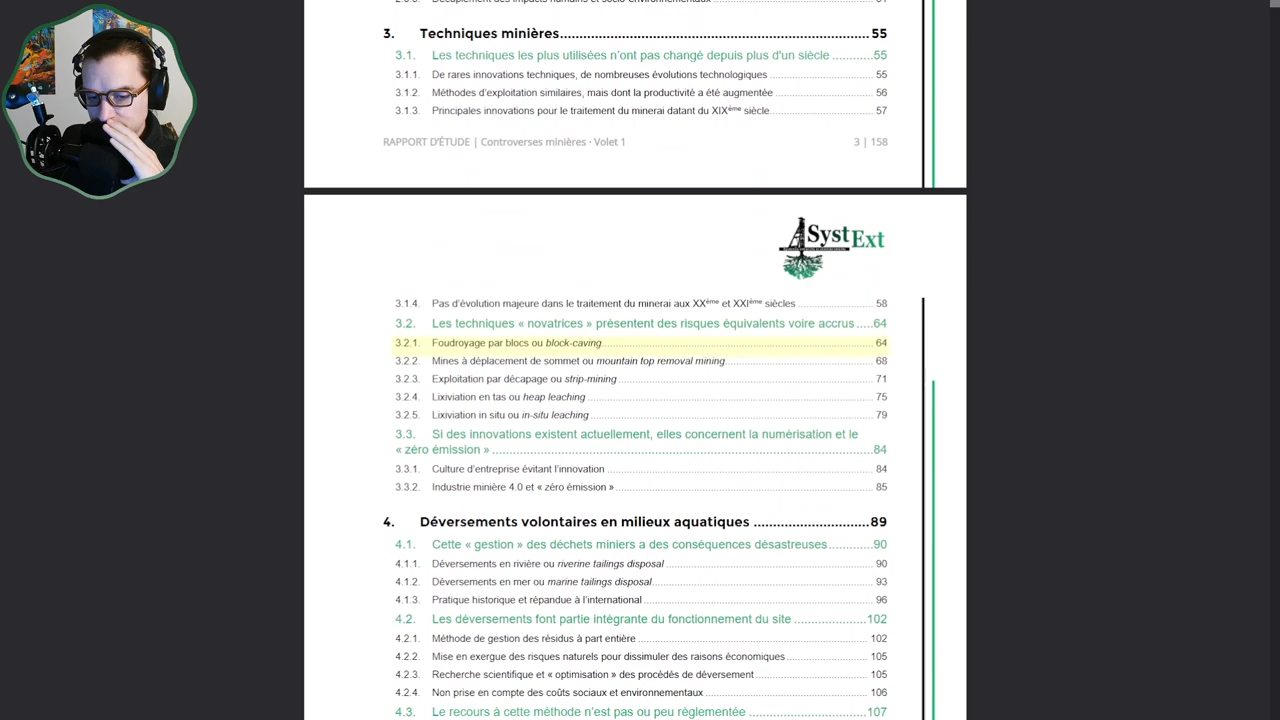 3. Techniques minières 55
3.1. Les techniques les plus utilisées n'ont pas changé depuis plus d'un siècle 55
3.1.1. De rares innovations techniques, de nombreuses évolutions technologiques 55
3.1.2. Méthodes d'exploitation similaires, mais dont la productivité a été augmentée 56
3.1.3. Principales innovations pour le traitement du minerai datant du XIXème siècle 57
RAPPORT D'ÉTUDE | Controverses minières · Volet 1 3 | 158
SystExt
3.1.4. Pas d'évolution majeure dans le traitement du minerai aux XXème et XXIème siècles 58
3.2. Les techniques « novatrices » présentent des risques équivalents voire accrus 64
3.2.1. Foudroyage par blocs ou block-caving 64
3.2.2. Mines à déplacement de sommet ou mountain top removal mining 68
3.2.3. Exploitation par décapage ou strip-mining 71
3.2.4. Lixiviation en tas ou heap leaching 75
3.2.5. Lixiviation in situ ou in-situ leaching 79
3.3. Si des innovations existent actuellement, elles concernent la numérisation et le
« zéro émission » 84
3.3.1. Culture d'entreprise évitant l'innovation 84
3.3.2. Industrie minière 4.0 et « zéro émission » 85
4. Déversements volontaires en milieux aquatiques 89
4.1. Cette « gestion » des déchets miniers a des conséquences désastreuses 90
4.1.1. Déversements en rivière ou riverine tailings disposal 90
4.1.2. Déversements en mer ou marine tailings disposal 93
4.1.3. Pratique historique et répandue à l'international 96
4.2. Les déversements font partie intégrante du fonctionnement du site 102
4.2.1. Méthode de gestion des résidus à part entière 102
4.2.2. Mise en exergue des risques naturels pour dissimuler des raisons économiques 105
4.2.3. Recherche scientifique et « optimisation » des procédés de déversement 105
4.2.4. Non prise en compte des coûts sociaux et environnementaux 106
4.3. Le recours à cette méthode n'est pas ou peu réglementée 107